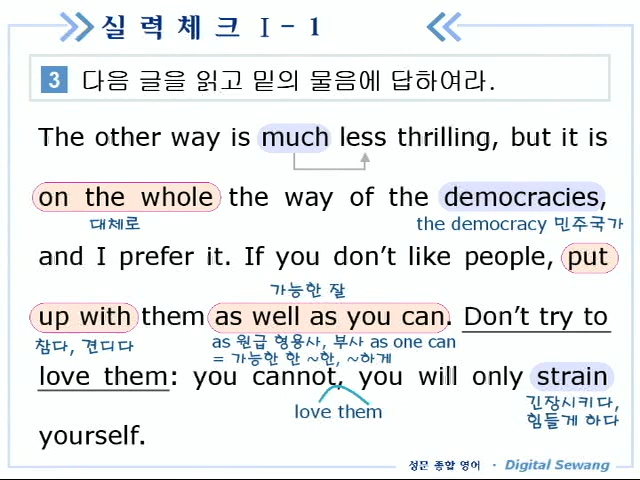 실력체크 I - 1
3 다음 글을 읽고 밑의 물음에 답하여라.
The other way is much less thrilling, but it is
on the whole the way of the democracies,
대체로 the democracy 민주국가
and I prefer it. If you don't like people, put
가능한 잘
up with them as well as you can. Don't try to
참다, 견디다 as 원급 형용사, 부사 as one can
= 가능한 한 ~한, ~하게
love them: you cannot, you will only strain
love them 긴장시키다,
힘들게 하다
yourself.
성문 종합 영어 · Digital Sewang